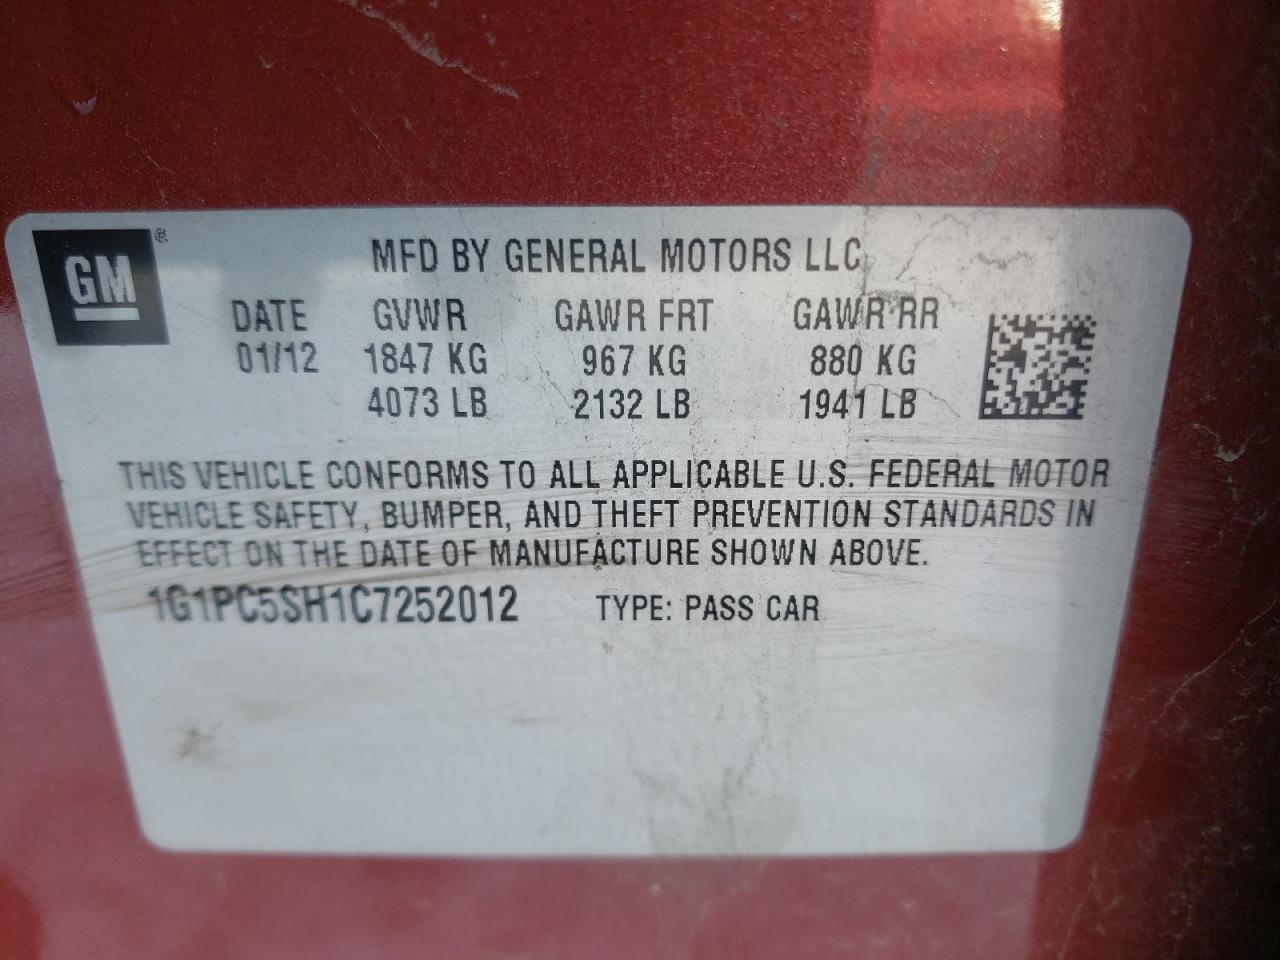 GM ®
MFD BY GENERAL MOTORS LLC
DATE GVWR GAWR FRT GAWR RR
01/12 1847 KG 967 KG 880 KG
4073 LB 2132 LB 1941 LB
THIS VEHICLE CONFORMS TO ALL APPLICABLE U.S. FEDERAL MOTOR
VEHICLE SAFETY, BUMPER, AND THEFT PREVENTION STANDARDS IN
EFFECT ON THE DATE OF MANUFACTURE SHOWN ABOVE.
1G1PC5SH1C7252012 TYPE: PASS CAR